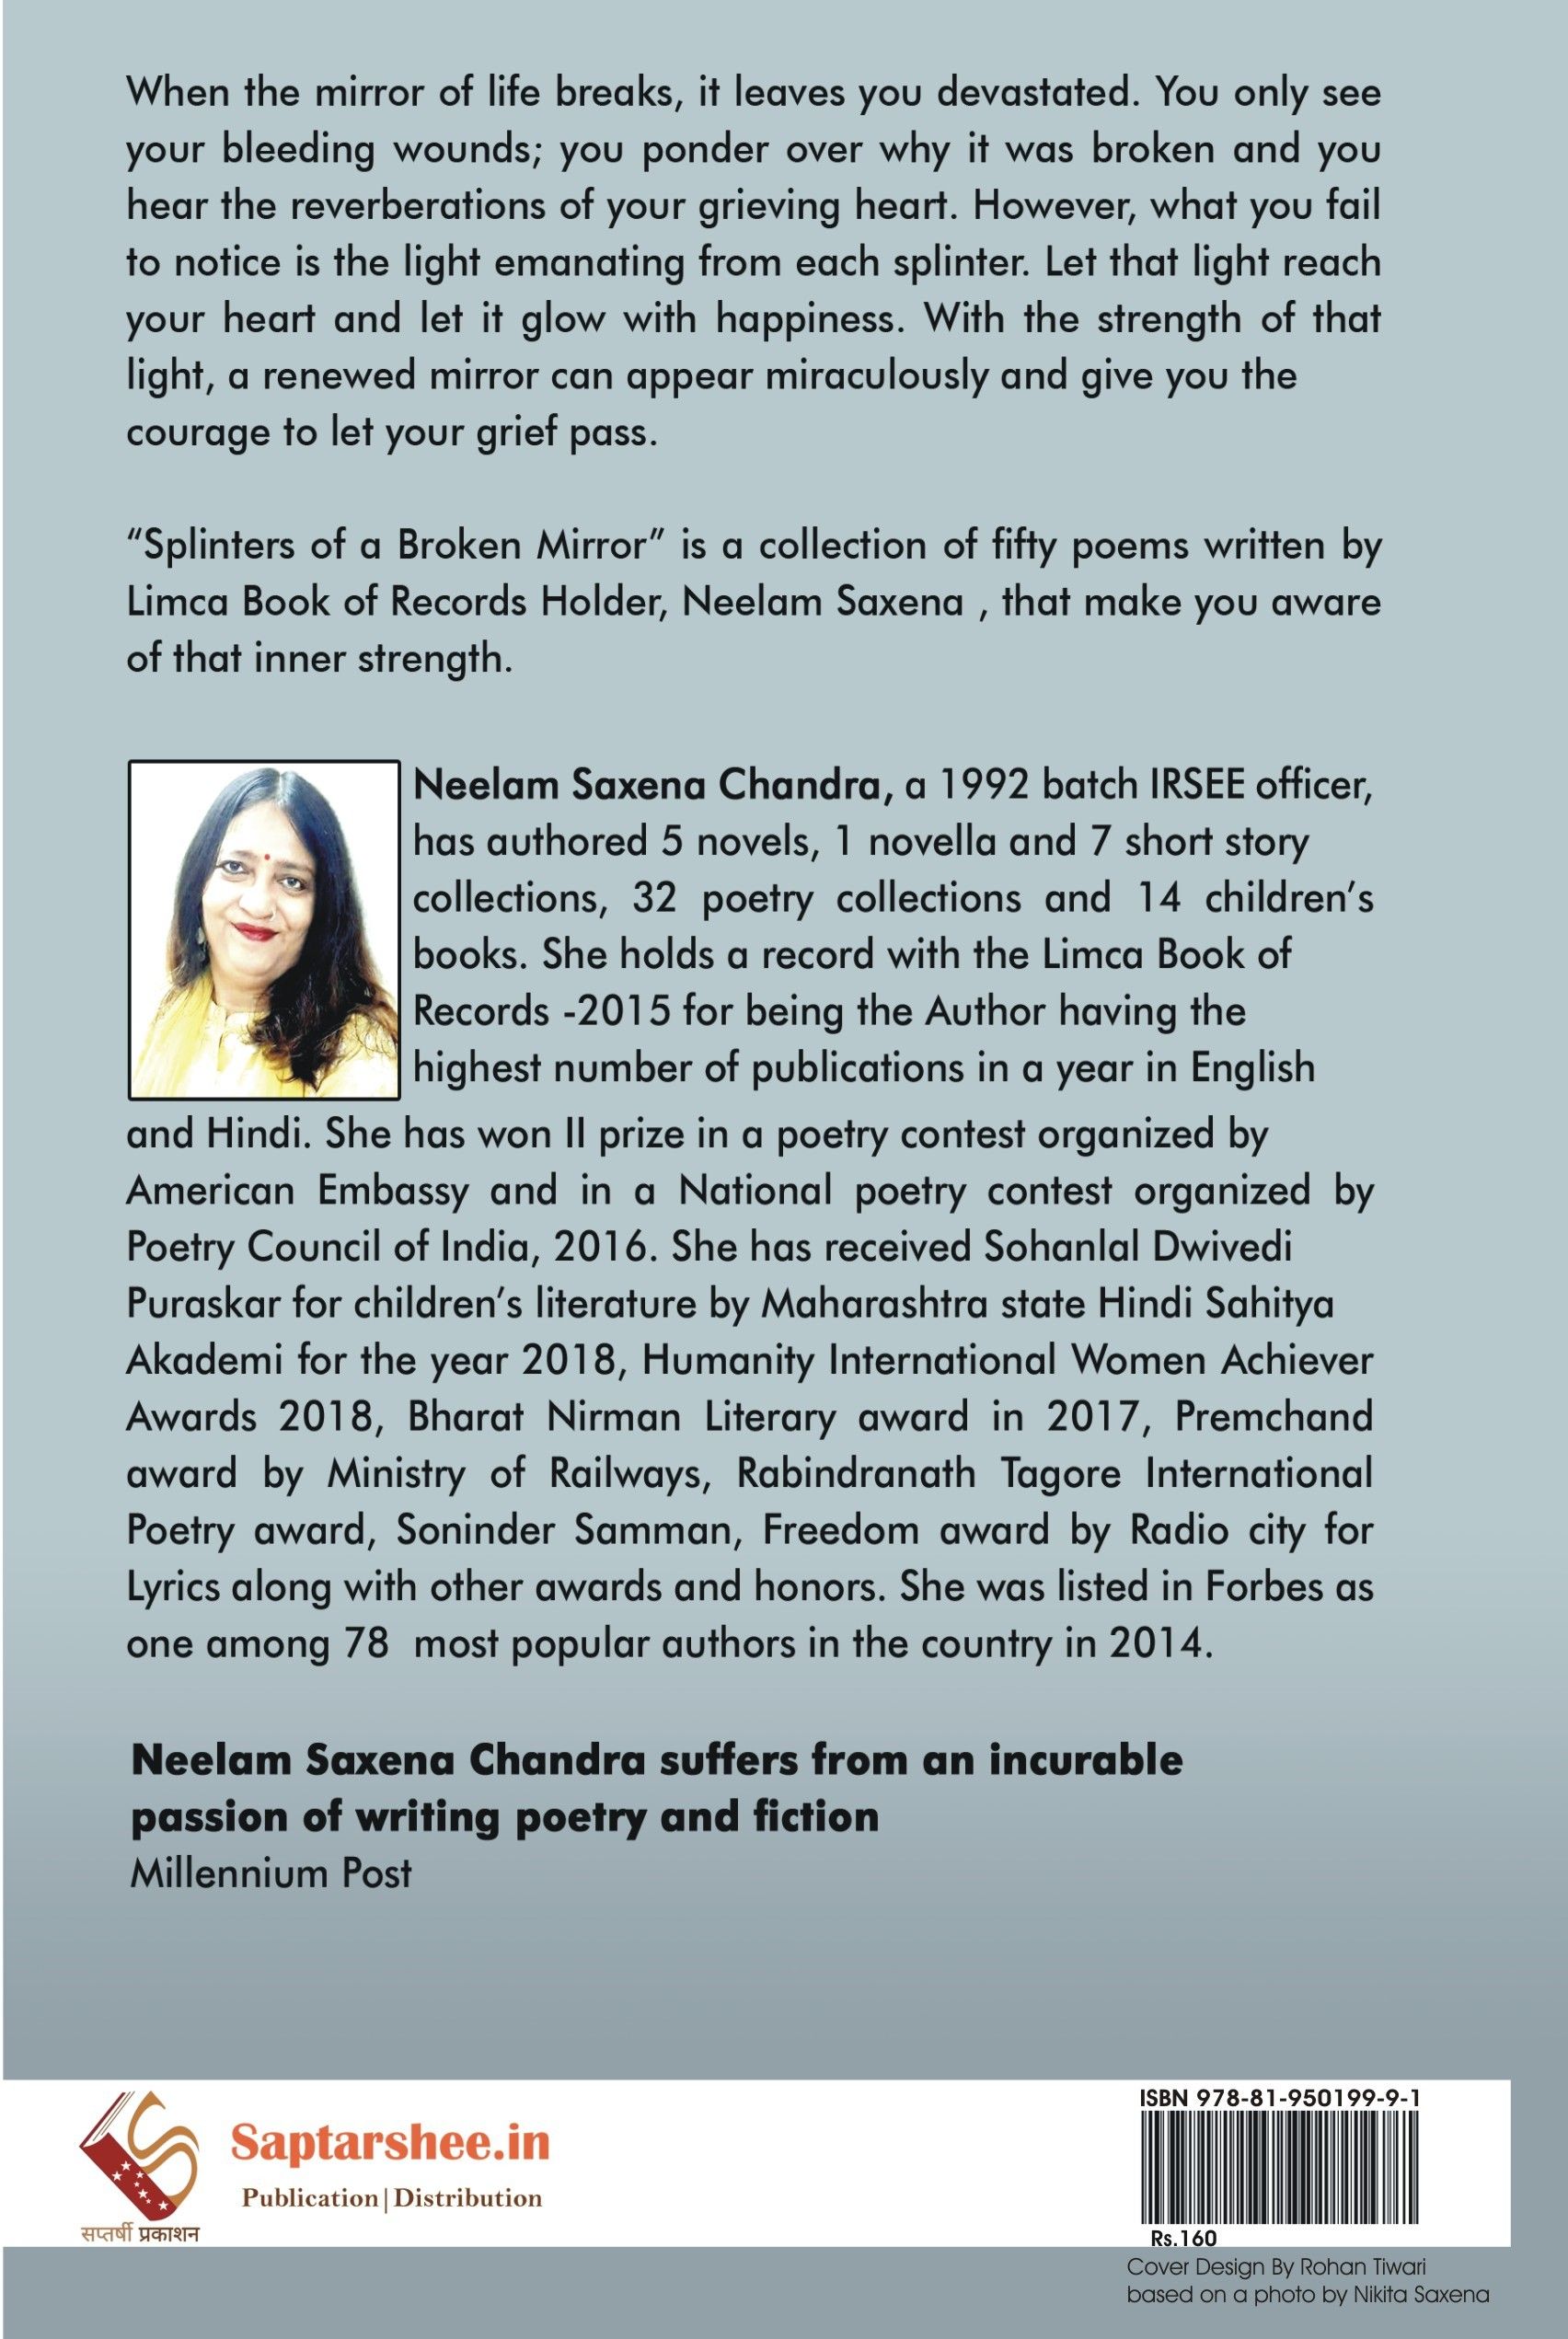 When the mirror of life breaks, it leaves you devastated. You only see
your bleeding wounds; you ponder over why it was broken and you
hear the reverberations of your grieving heart. However, what you fail
to notice is the light emanating from each splinter. Let that light reach
your heart and let it glow with happiness. With the strength of that
light, a renewed mirror can appear miraculously and give you the
courage to let your grief pass.
“Splinters of a Broken Mirror” is a collection of fifty poems written by
Limca Book of Records Holder, Neelam Saxena , that make you aware
of that inner strength.
Neelam Saxena Chandra, a 1992 batch IRSEE officer,
has authored 5 novels, 1 novella and 7 short story
collections, 32 poetry collections and 14 children’s
books. She holds a record with the Limca Book of
Records -2015 for being the Author having the
highest number of publications in a year in English
and Hindi. She has won II prize in a poetry contest organized by
American Embassy and in a National poetry contest organized by
Poetry Council of India, 2016. She has received Sohanlal Dwivedi
Puraskar for children’s literature by Maharashtra state Hindi Sahitya
Akademi for the year 2018, Humanity International Women Achiever
Awards 2018, Bharat Nirman Literary award in 2017, Premchand
award by Ministry of Railways, Rabindranath Tagore International
Poetry award, Soninder Samman, Freedom award by Radio city for
Lyrics along with other awards and honors. She was listed in Forbes as
one among 78 most popular authors in the country in 2014.
Neelam Saxena Chandra suffers from an incurable
passion of writing poetry and fiction
Millennium Post
Saptarshee.in
Publication|Distribution
सप्तर्षी प्रकाशन
ISBN 978-81-950199-9-1
Rs.160
Cover Design By Rohan Tiwari
based on a photo by Nikita Saxena